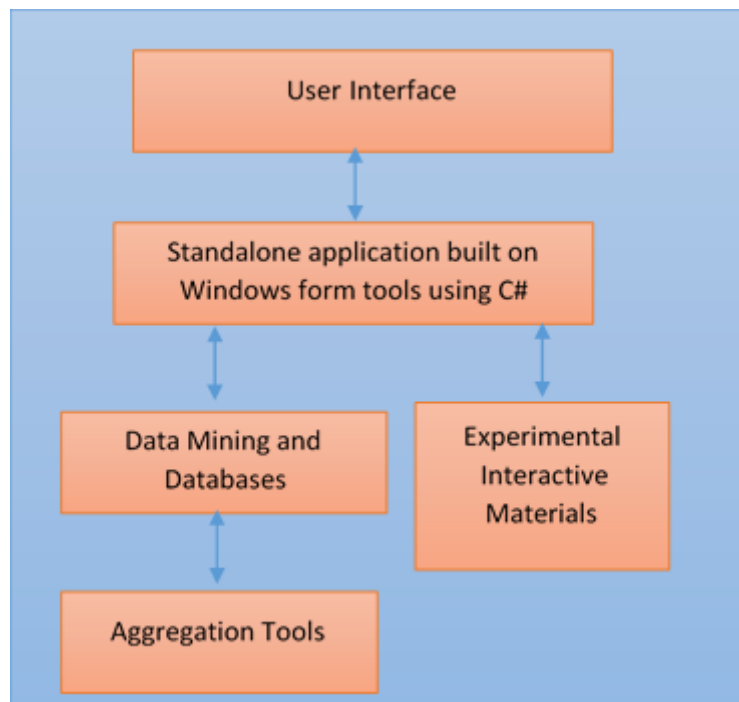 User Interface
Standalone application built on
Windows form tools using C#
Data Mining and
Databases
Experimental
Interactive
Materials
Aggregation Tools